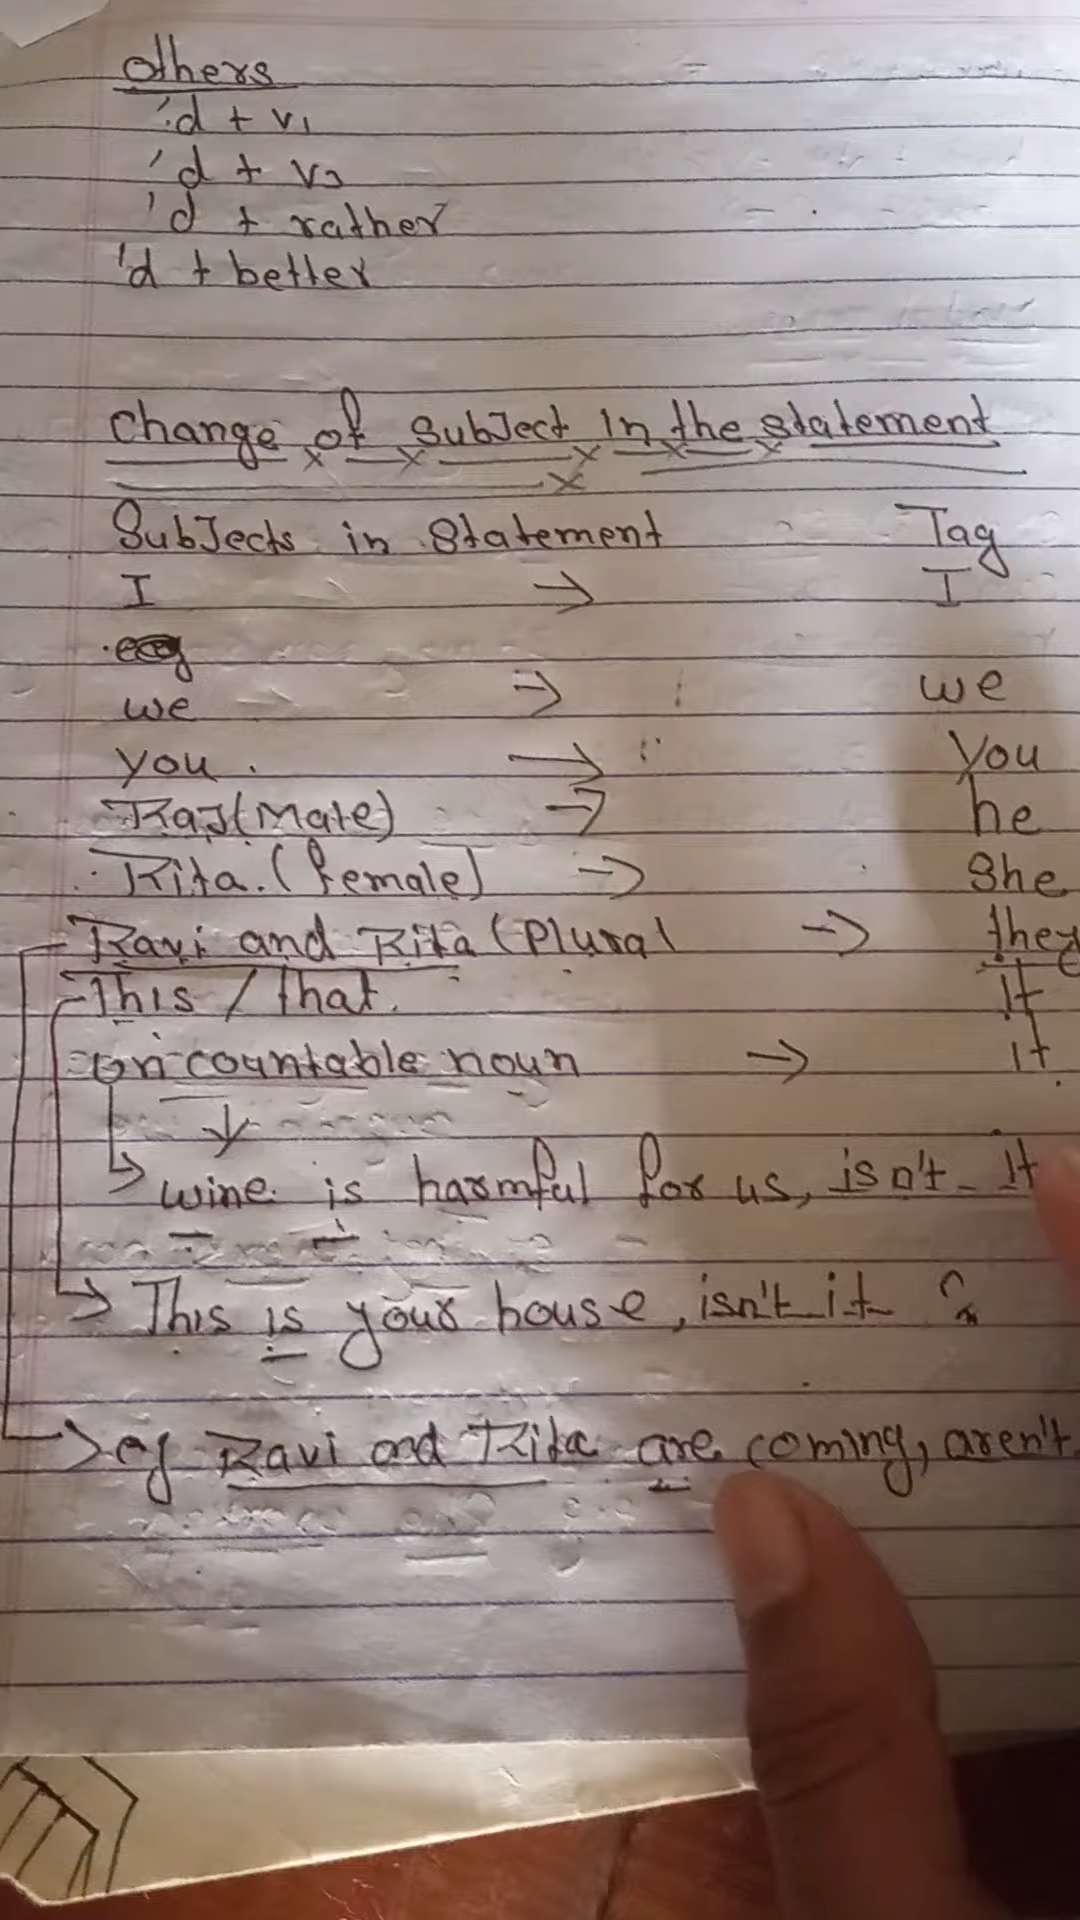 others
'd + v1
'd + v3
'd + rather
'd + better
Change of SubJect in the statement
SubJects in Statement Tag
I → I
we → we
you → you
Raj (Male) → he
Rita. (female) → She
Ravi and Rita (Plural → they
This / that. it
Uncountable noun → it
wine is harmful for us, isn't it
This is your house, isn't it ?
eg Ravi and Rita are coming, aren't